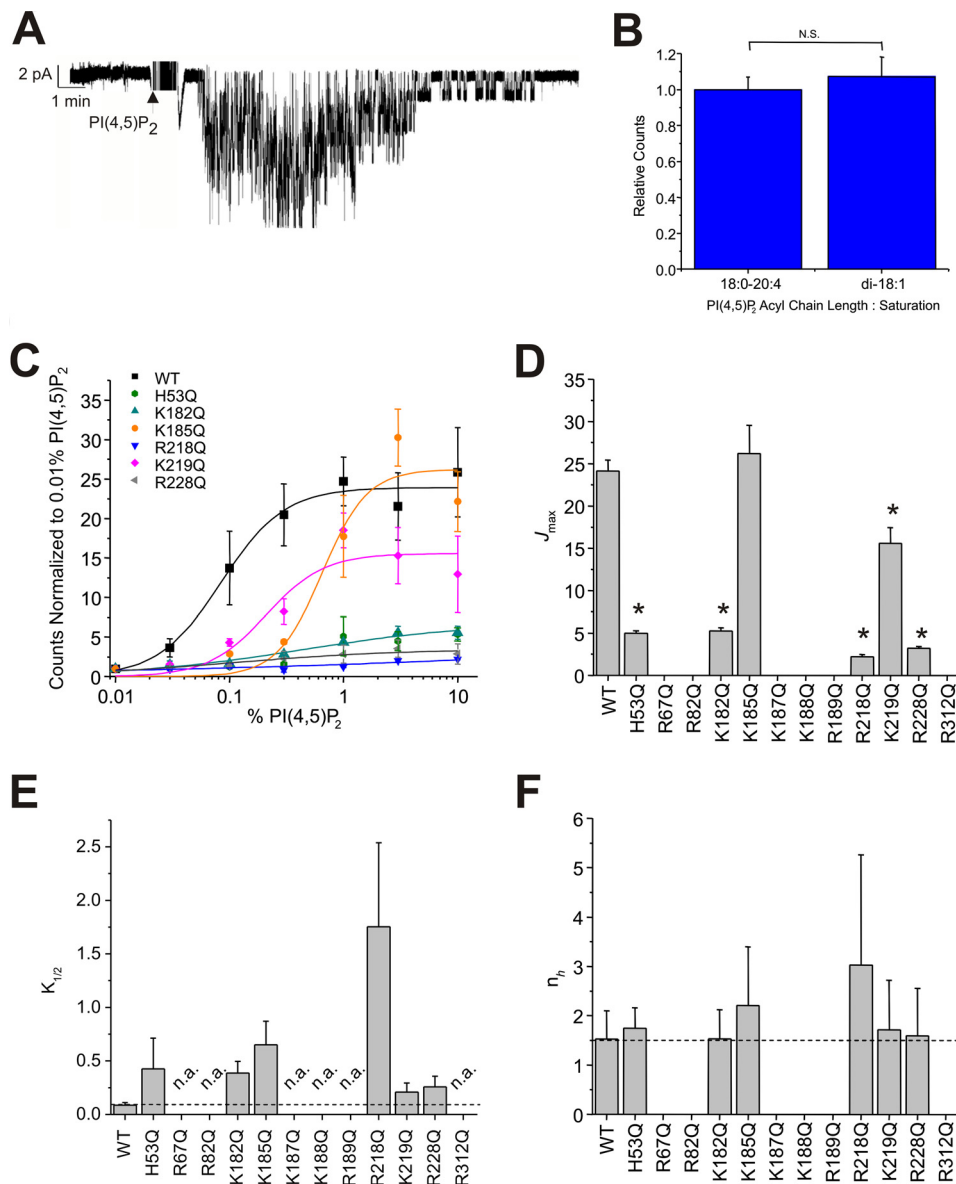 A
2 pA
1 min
PI(4,5)P2
B
N.S.
1.2
1.0
0.8
0.6
0.4
0.2
0.0
Relative Counts
18:0-20:4
di-18:1
PI(4,5)P2 Acyl Chain Length : Saturation
C
WT
H53Q
K182Q
K185Q
R218Q
K219Q
R228Q
35
30
25
20
15
10
5
0
Counts Normalized to 0.01% PI(4,5)P2
0.01
0.1
1
10
% PI(4,5)P2
D
35
30
25
20
15
10
5
0
Jmax
* * * * *
WT
H53Q
R67Q
R82Q
K182Q
K185Q
K187Q
K188Q
R189Q
R218Q
K219Q
R228Q
R312Q
E
2.5
2.0
1.5
1.0
0.5
0.0
K1/2
n.a. n.a. n.a. n.a. n.a. n.a.
WT
H53Q
R67Q
R82Q
K182Q
K185Q
K187Q
K188Q
R189Q
R218Q
K219Q
R228Q
R312Q
F
6
5
4
3
2
1
0
nh
WT
H53Q
R67Q
R82Q
K182Q
K185Q
K187Q
K188Q
R189Q
R218Q
K219Q
R228Q
R312Q